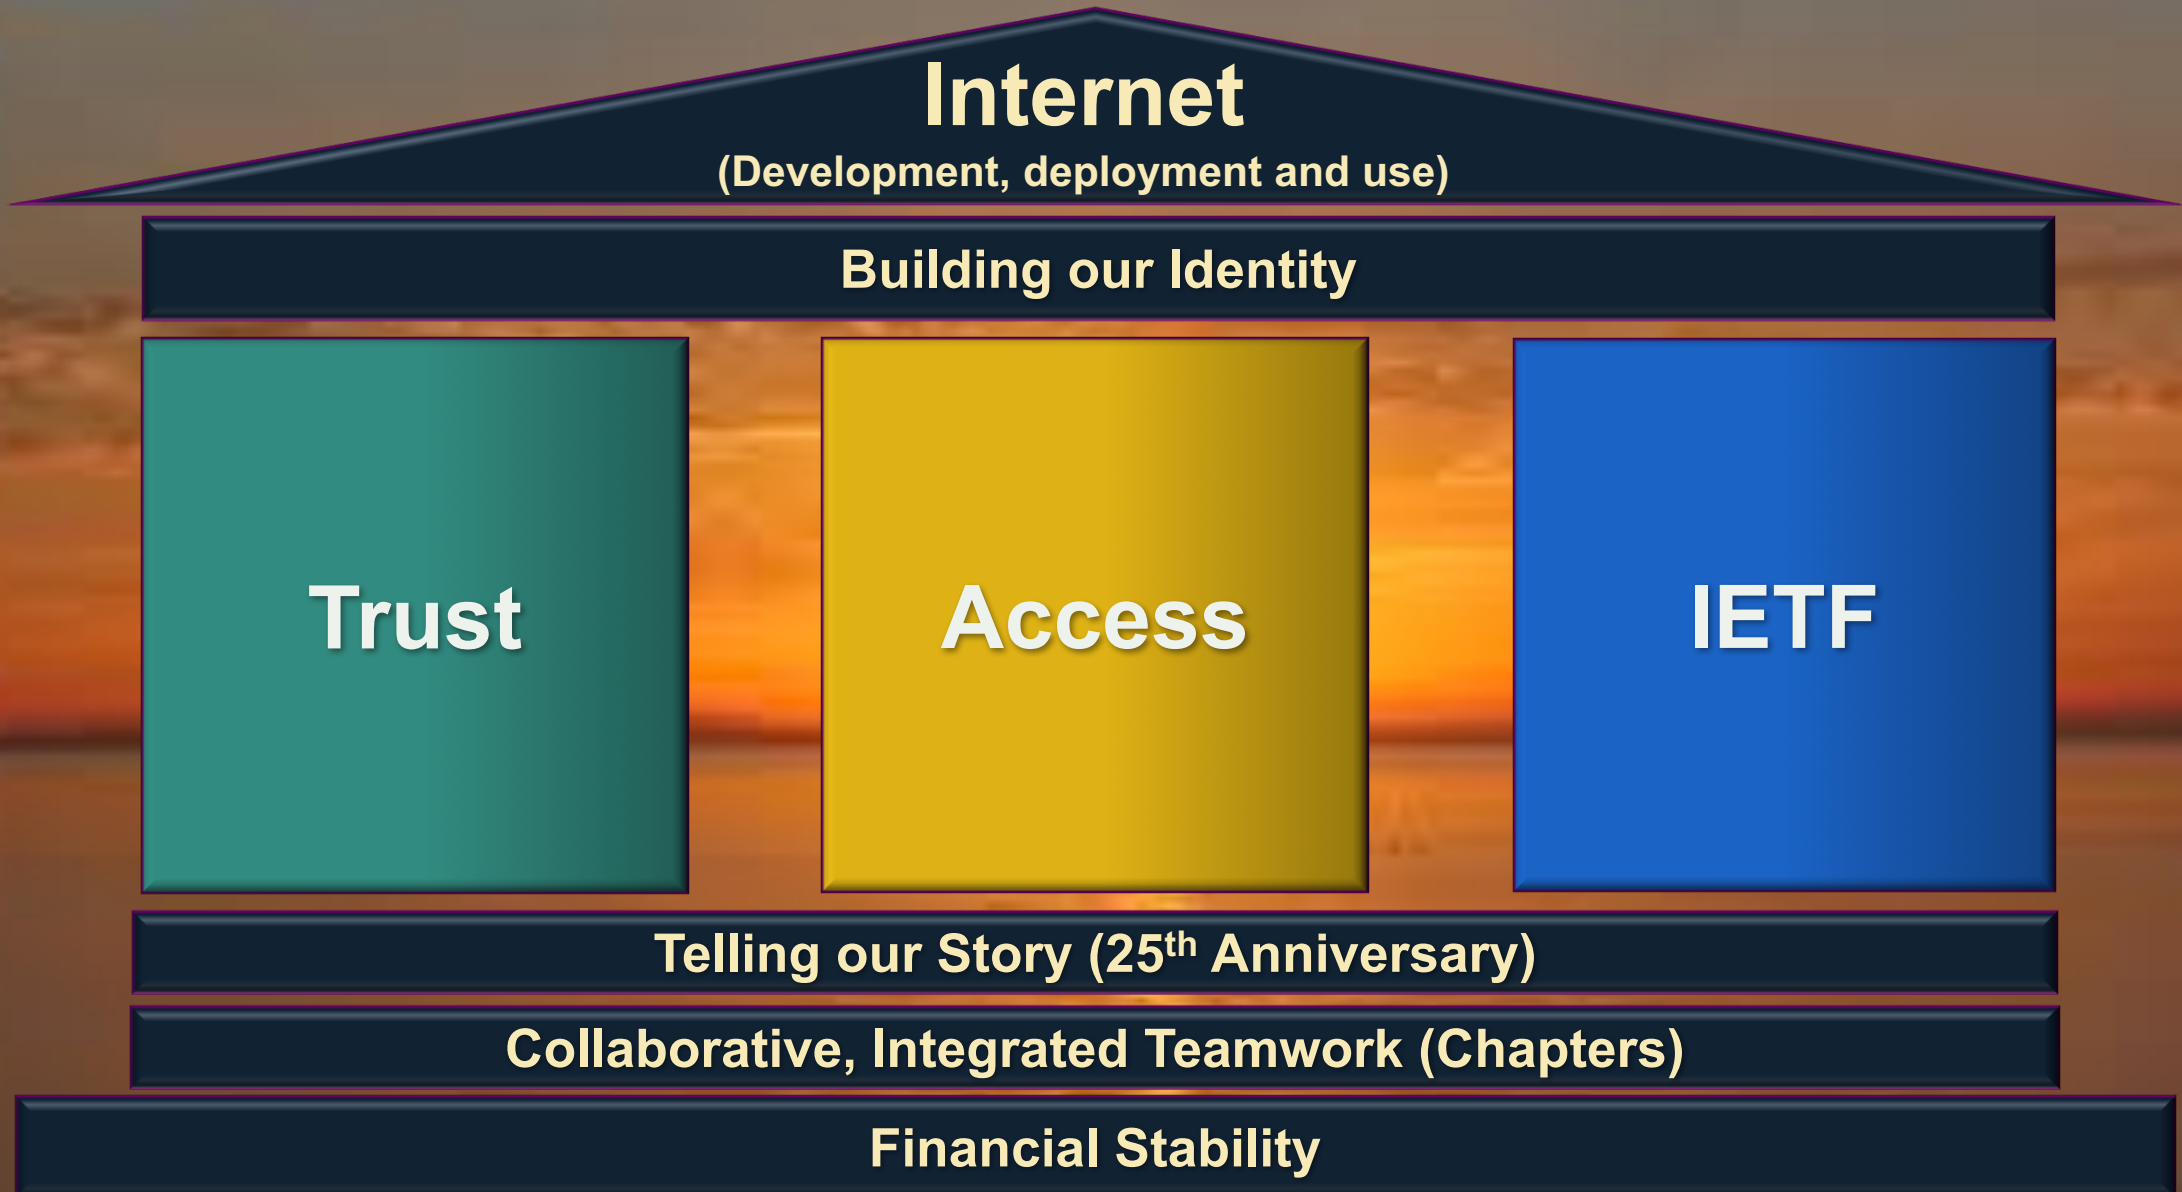 Internet
(Development, deployment and use)
Building our Identity
Trust
Access
IETF
Telling our Story (25th Anniversary)
Collaborative, Integrated Teamwork (Chapters)
Financial Stability